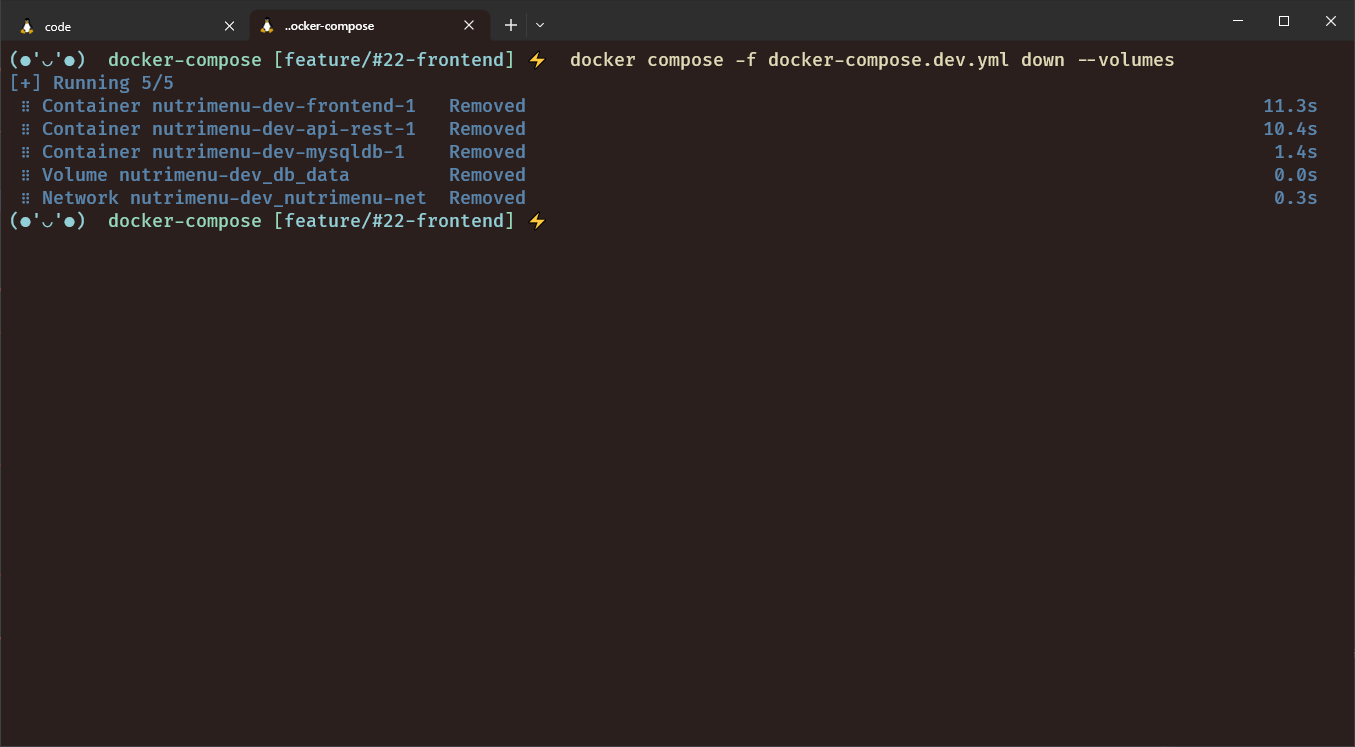 code
..ocker-compose
(●'◡'●)  docker-compose [feature/#22-frontend] ⚡  docker compose -f docker-compose.dev.yml down --volumes
[+] Running 5/5
⠿ Container nutrimenu-dev-frontend-1   Removed   11.3s
⠿ Container nutrimenu-dev-api-rest-1   Removed   10.4s
⠿ Container nutrimenu-dev-mysqldb-1    Removed   1.4s
⠿ Volume nutrimenu-dev_db_data         Removed   0.0s
⠿ Network nutrimenu-dev_nutrimenu-net  Removed   0.3s
(●'◡'●)  docker-compose [feature/#22-frontend] ⚡